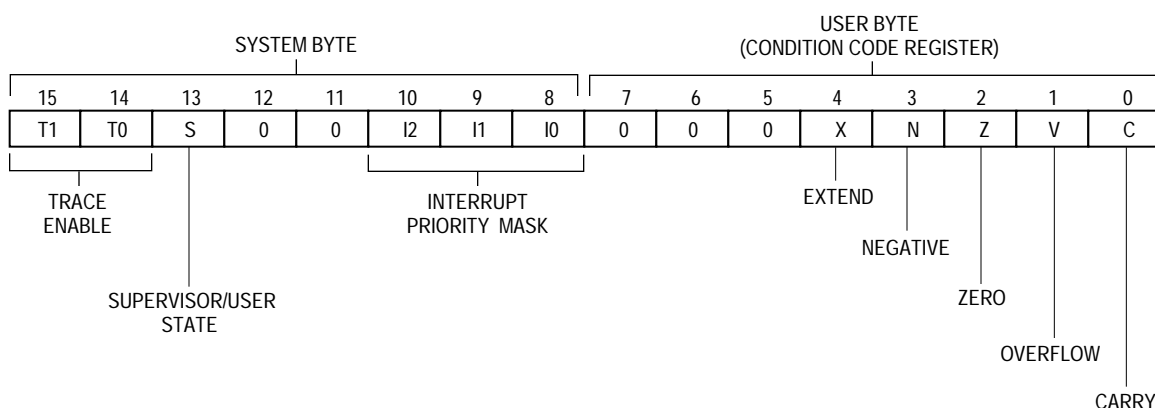 USER BYTE
SYSTEM BYTE (CONDITION CODE REGISTER)
15 14 13 12 11 10 9 8 7 6 5 4 3 2 1 0
T1 T0 S 0 0 I2 I1 I0 0 0 0 X N Z V C
TRACE INTERRUPT EXTEND
ENABLE PRIORITY MASK
NEGATIVE
SUPERVISOR/USER ZERO
STATE
OVERFLOW
CARRY